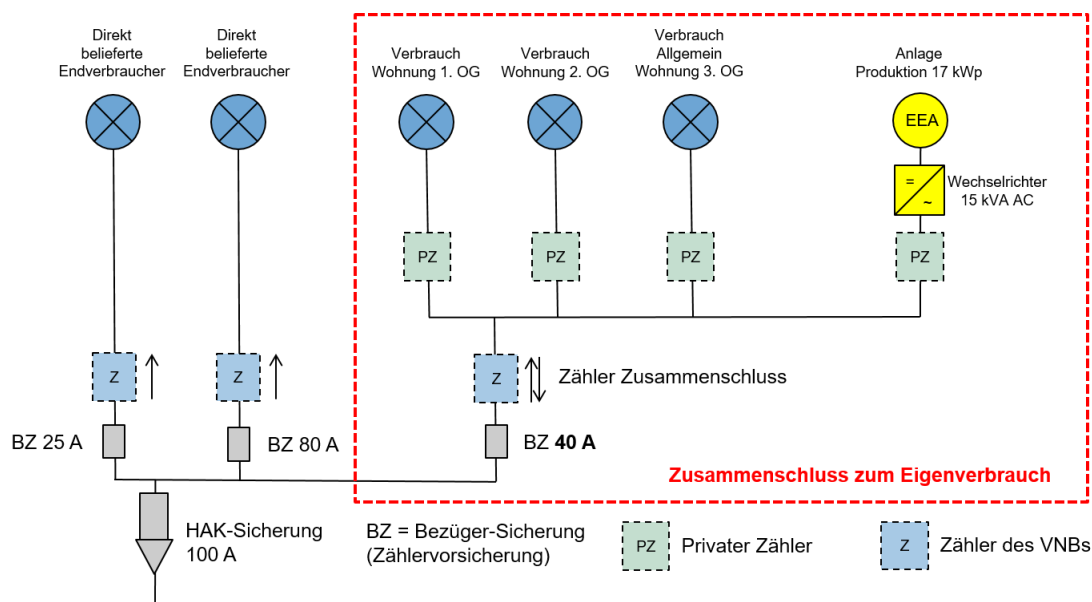 Direkt
belieferte
Endverbraucher
Direkt
belieferte
Endverbraucher
Verbrauch
Wohnung 1. OG
Verbrauch
Wohnung 2. OG
Verbrauch
Allgemein
Wohnung 3. OG
Anlage
Produktion 17 kWp
EEA
=
~
Wechselrichter
15 kVA AC
PZ
PZ
PZ
PZ
Z
Z
Z
Zähler Zusammenschluss
BZ 25 A
BZ 80 A
BZ 40 A
Zusammenschluss zum Eigenverbrauch
HAK-Sicherung
100 A
BZ = Bezüger-Sicherung
(Zählervorsicherung)
PZ
Privater Zähler
Z
Zähler des VNBs